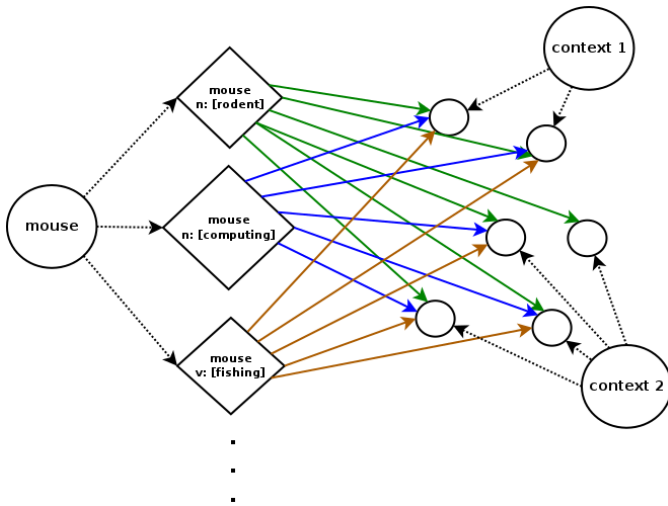 context 1
mouse
n: [rodent]
mouse
mouse
n: [computing]
mouse
v: [fishing]
context 2